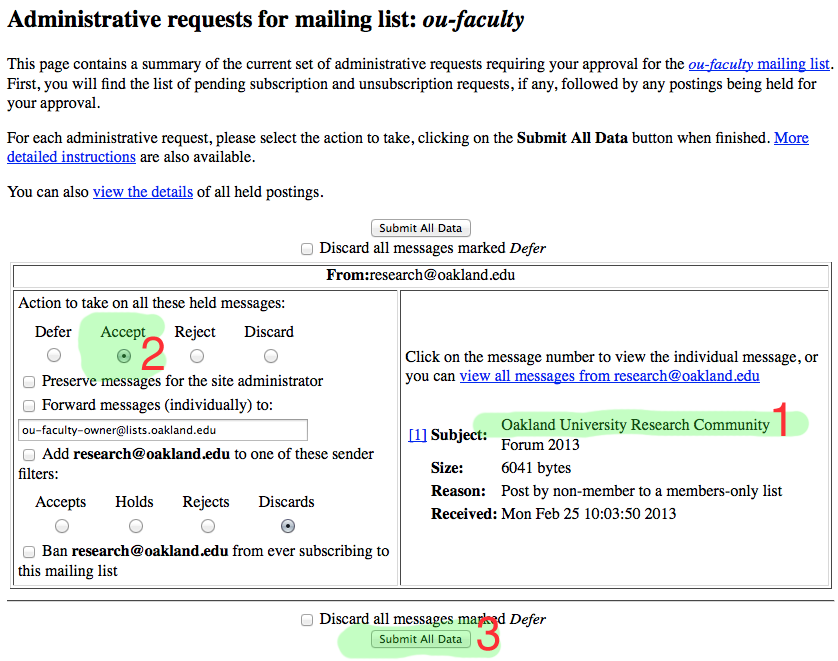 Administrative requests for mailing list: ou-faculty
This page contains a summary of the current set of administrative requests requiring your approval for the ou-faculty mailing list.
First, you will find the list of pending subscription and unsubscription requests, if any, followed by any postings being held for
your approval.
For each administrative request, please select the action to take, clicking on the Submit All Data button when finished. More
detailed instructions are also available.
You can also view the details of all held postings.
Submit All Data
Discard all messages marked Defer
From:research@oakland.edu
Action to take on all these held messages:
Defer Accept Reject Discard
2
Preserve messages for the site administrator
Forward messages (individually) to:
ou-faculty-owner@lists.oakland.edu
Add research@oakland.edu to one of these sender
filters:
Accepts Holds Rejects Discards
Ban research@oakland.edu from ever subscribing to
this mailing list
Click on the message number to view the individual message, or
you can view all messages from research@oakland.edu
[1] Subject: Oakland University Research Community 1
Forum 2013
Size: 6041 bytes
Reason: Post by non-member to a members-only list
Received: Mon Feb 25 10:03:50 2013
Discard all messages marked Defer
Submit All Data 3